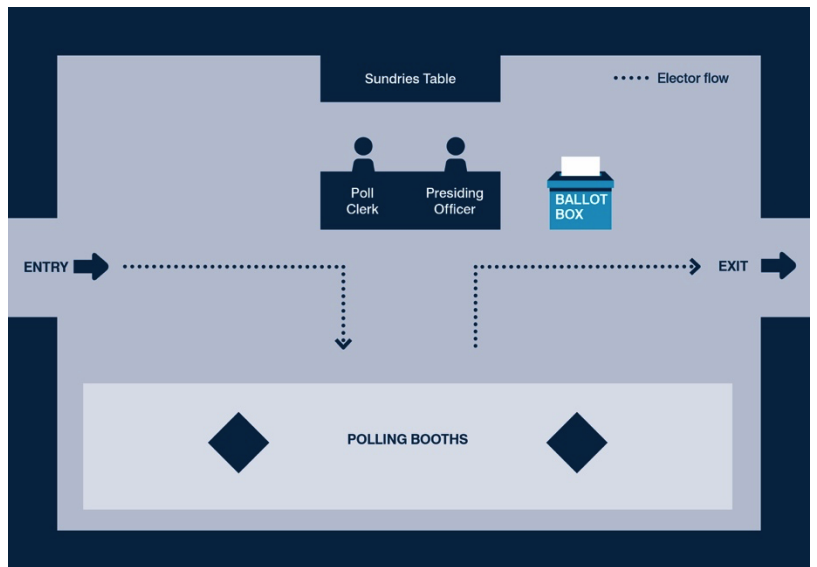 Sundries Table
Elector flow
Poll
Clerk
Presiding
Officer
BALLOT
BOX
ENTRY
EXIT
POLLING BOOTHS